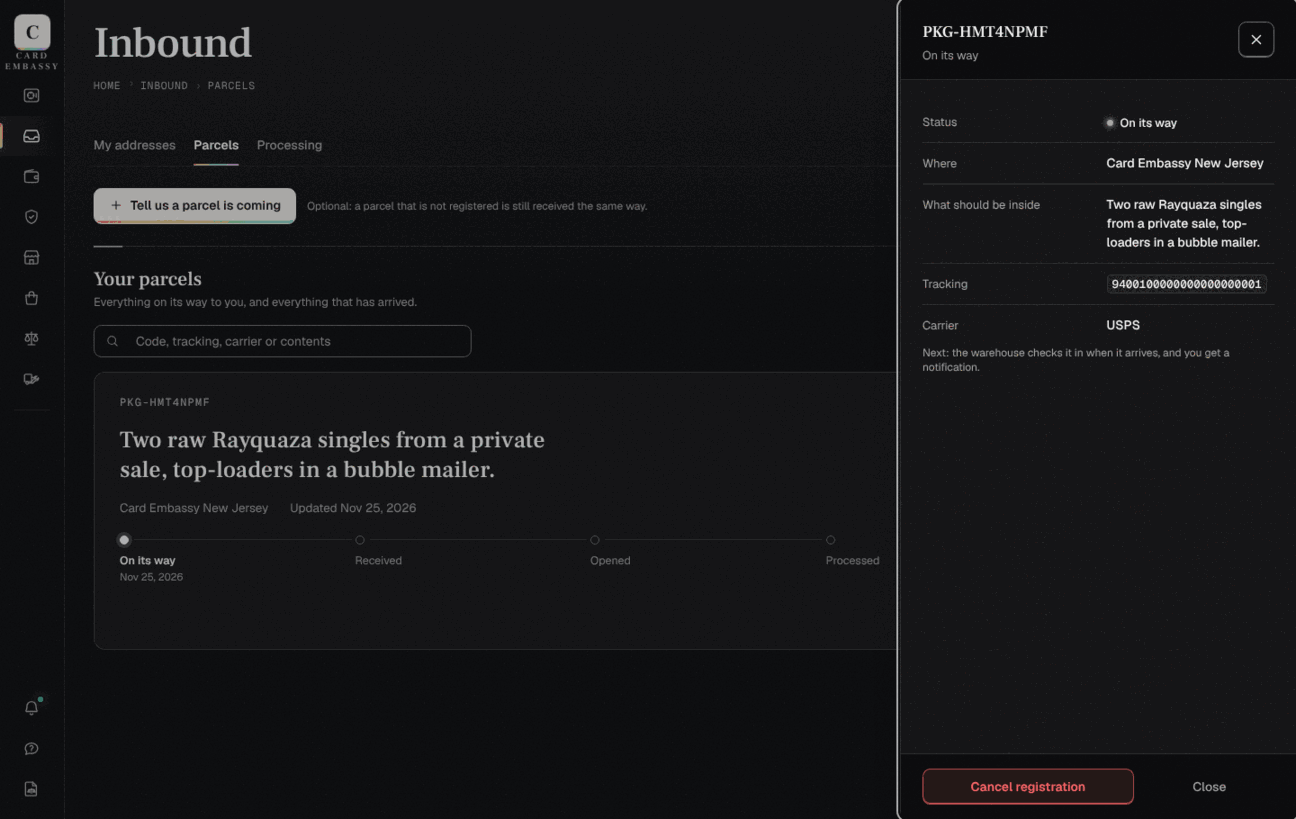 C
CARD
EMBASSY
Inbound
HOME › INBOUND › PARCELS
My addresses Parcels Processing
+ Tell us a parcel is coming
Optional: a parcel that is not registered is still received the same way.
Your parcels
Everything on its way to you, and everything that has arrived.
Code, tracking, carrier or contents
PKG-HMT4NPMF
Two raw Rayquaza singles from a private
sale, top-loaders in a bubble mailer.
Card Embassy New Jersey Updated Nov 25, 2026
On its way Received Opened Processed
Nov 25, 2026
PKG-HMT4NPMF
On its way
Status On its way
Where Card Embassy New Jersey
What should be inside Two raw Rayquaza singles
from a private sale, top-
loaders in a bubble mailer.
Tracking 9400100000000000000001
Carrier USPS
Next: the warehouse checks it in when it arrives, and you get a
notification.
Cancel registration Close